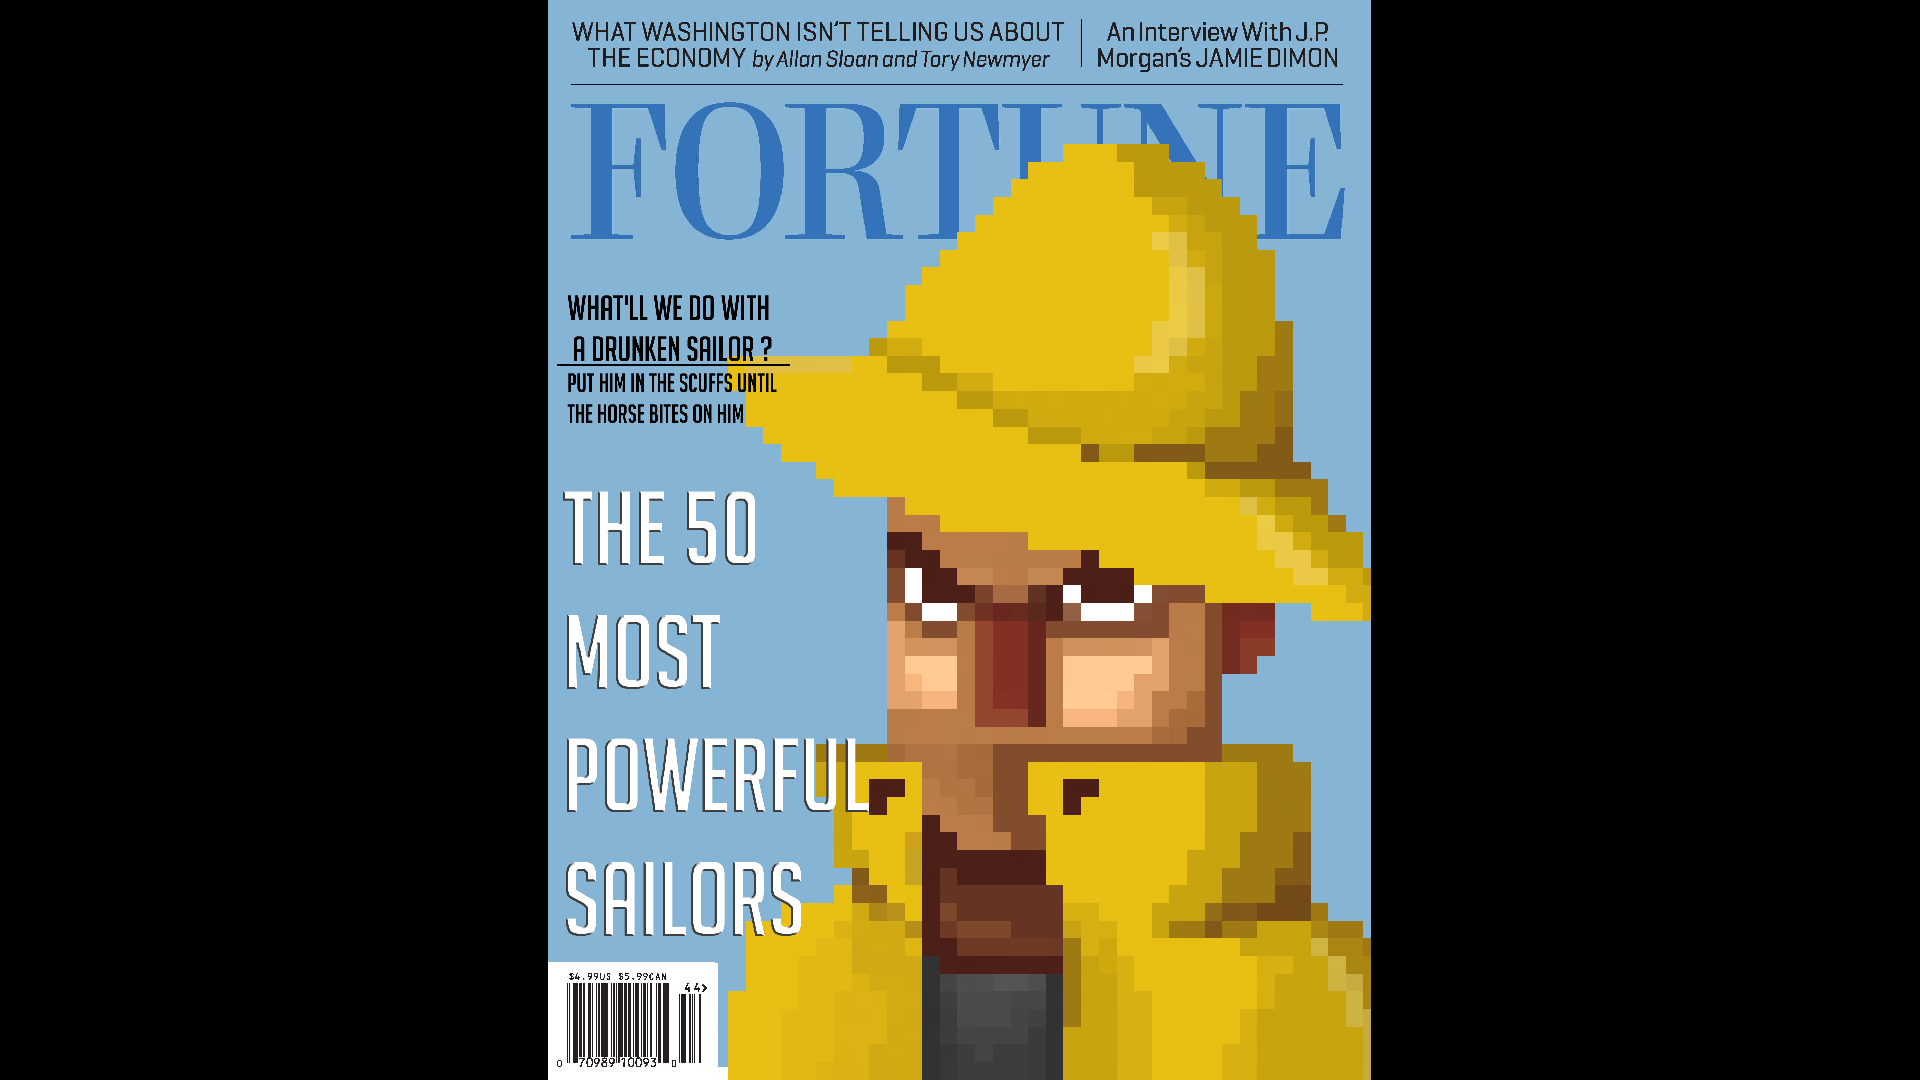 WHAT WASHINGTON ISN'T TELLING US ABOUT
THE ECONOMY by Allan Sloan and Tory Newmyer
An Interview With J.P.
Morgan's JAMIE DIMON
FORTUNE
WHAT'LL WE DO WITH
A DRUNKEN SAILOR ?
PUT HIM IN THE SCUFFS UNTIL
THE HORSE BITES ON HIM
THE 50
MOST
POWERFUL
SAILORS
$4.99US $5.99CAN
44>
0 70989 10093 0